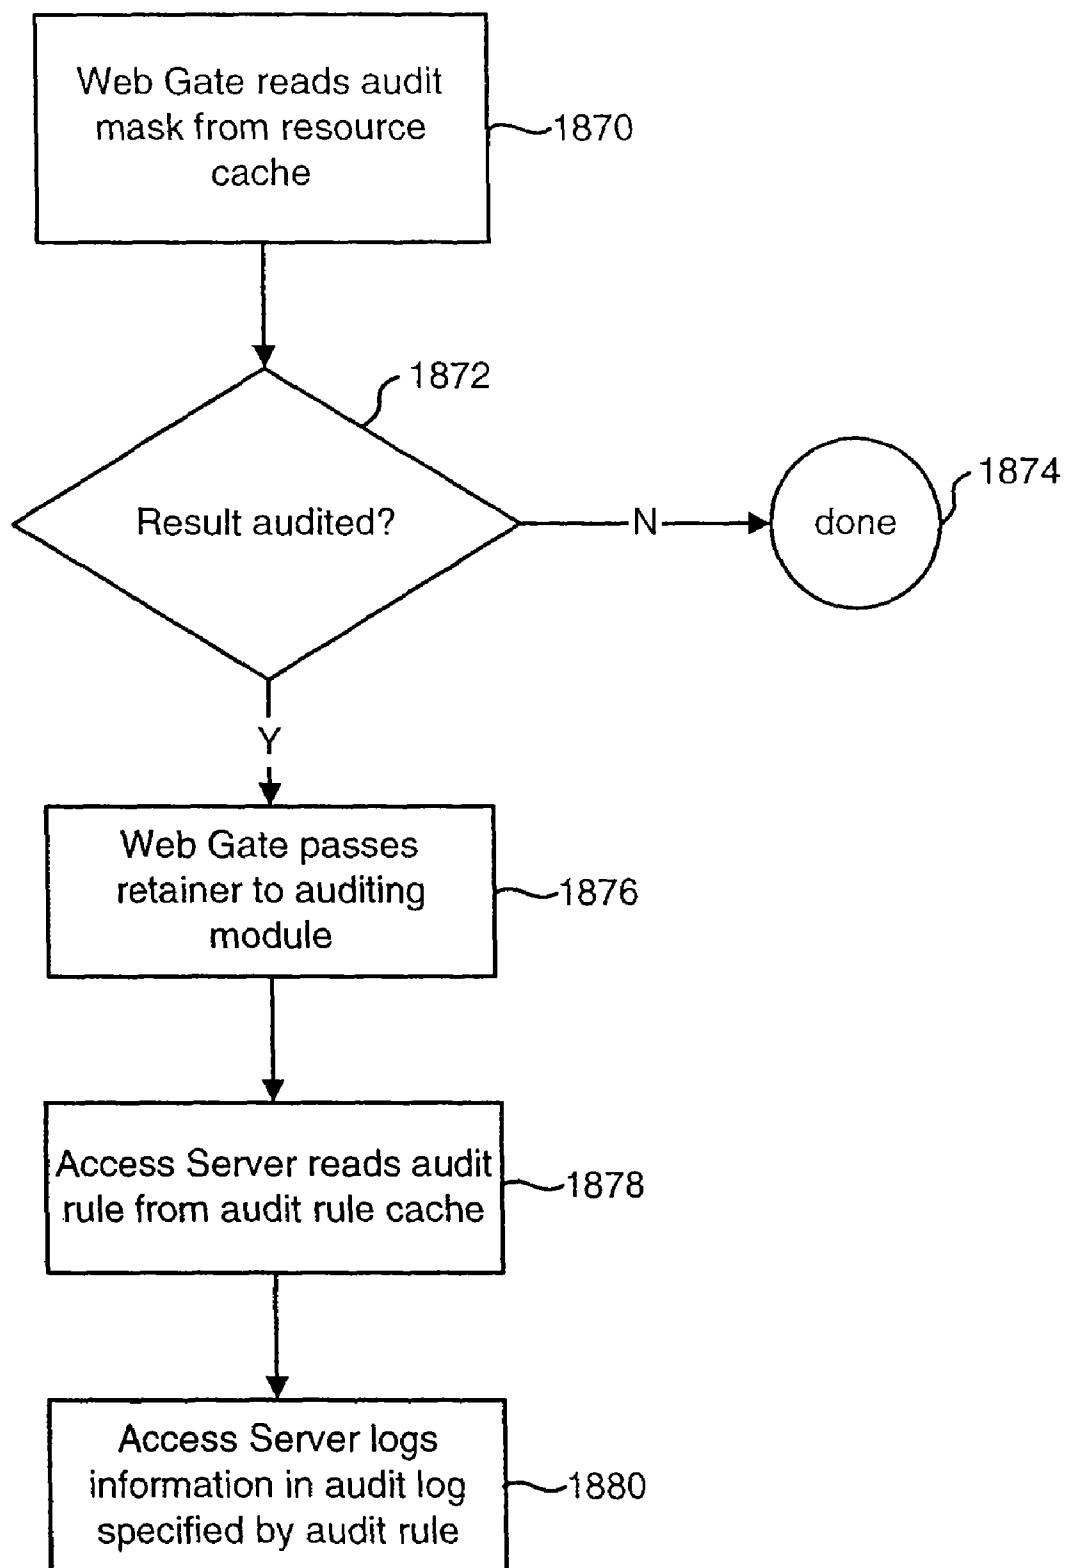 Web Gate reads audit
mask from resource
cache
1870
1872
Result audited?
N
done
1874
Y
Web Gate passes
retainer to auditing
module
1876
Access Server reads audit
rule from audit rule cache
1878
Access Server logs
information in audit log
specified by audit rule
1880